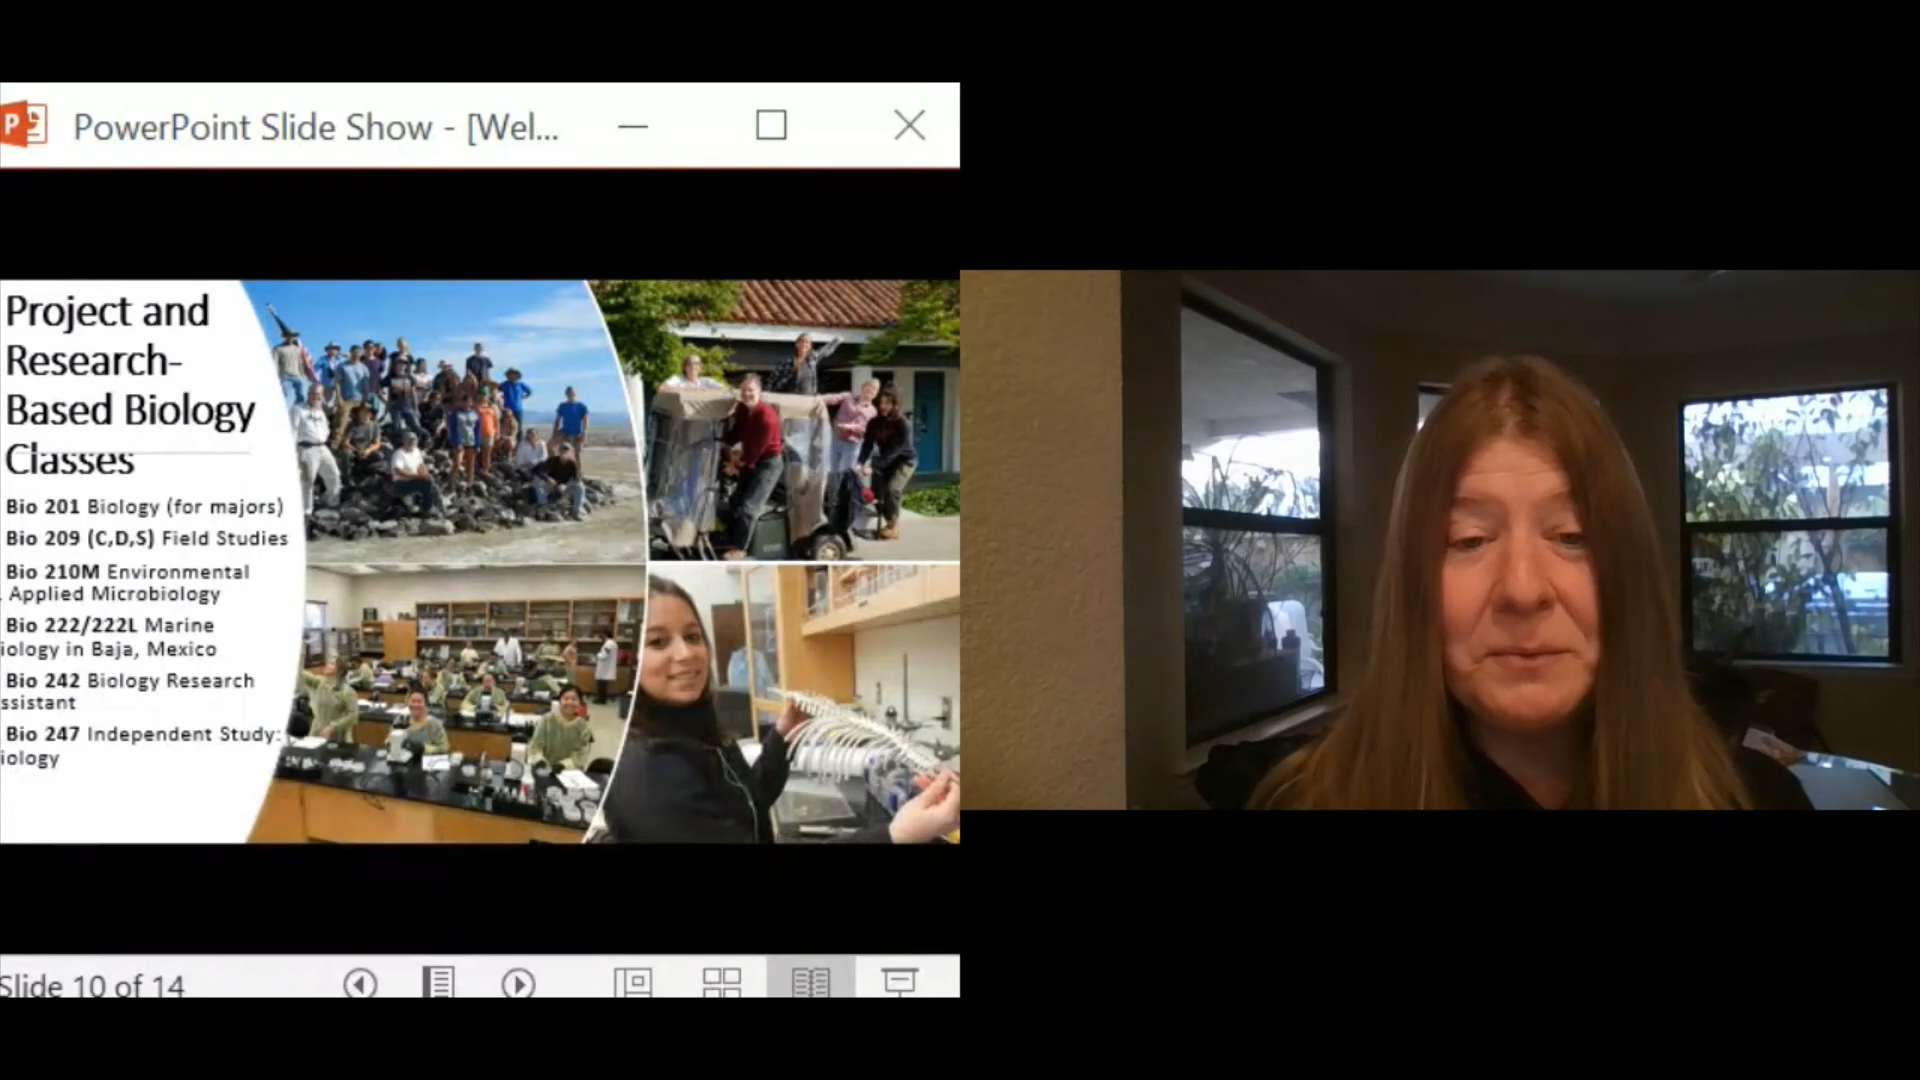 P
PowerPoint Slide Show - [Wel...
Project and
Research-
Based Biology
Classes
Bio 201 Biology (for majors)
Bio 209 (C,D,S) Field Studies
Bio 210M Environmental
Applied Microbiology
Bio 222/222L Marine
iology in Baja, Mexico
Bio 242 Biology Research
ssistant
Bio 247 Independent Study:
iology
Slide 10 of 14